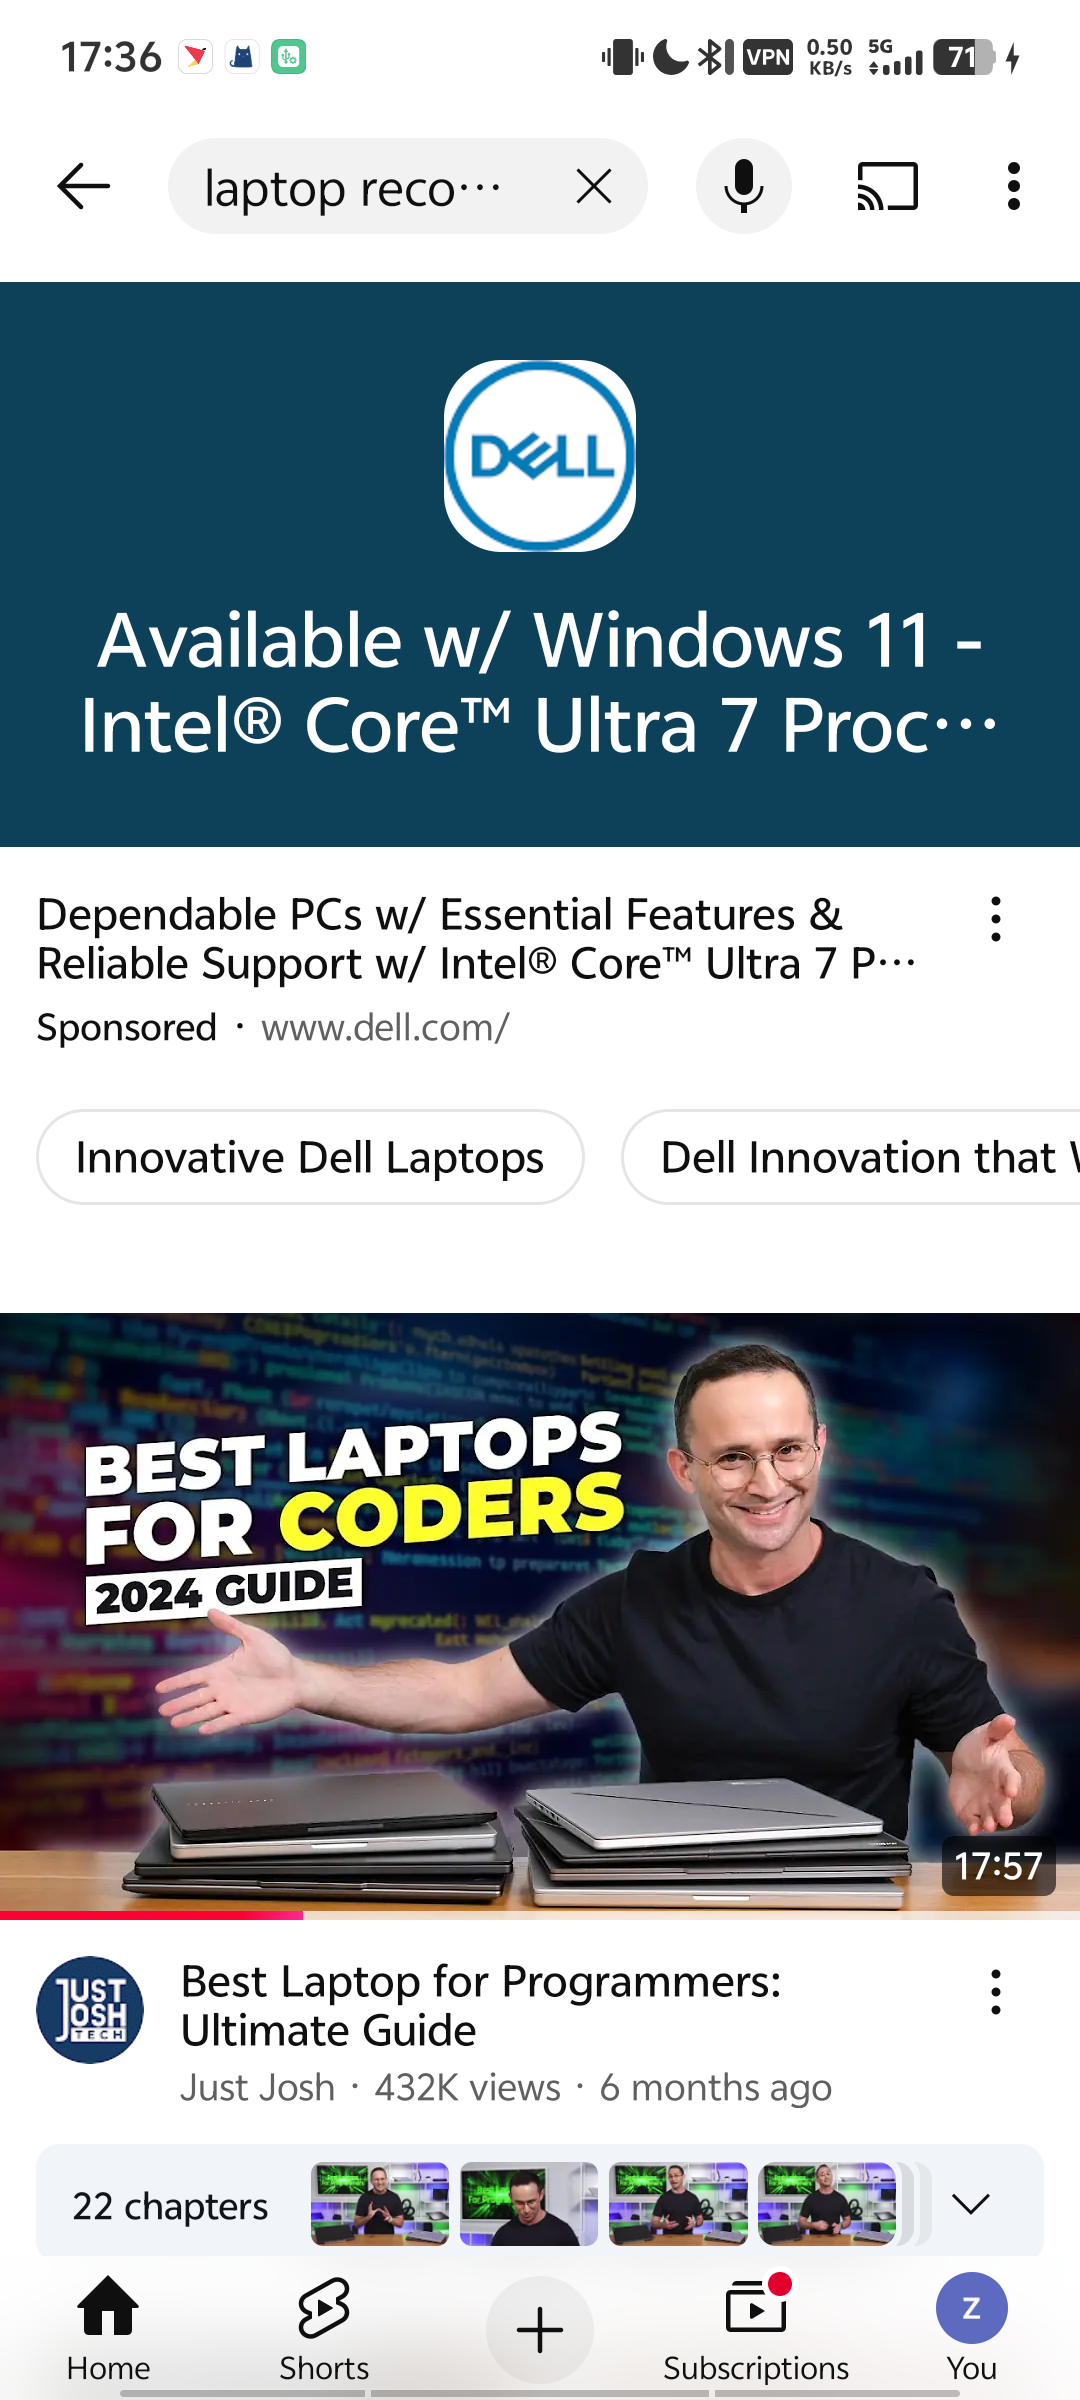 17:36
VPN
0.50
KB/s
5G
71
laptop reco···
DELL
Available w/ Windows 11 -
Intel® Core™ Ultra 7 Proc···
Dependable PCs w/ Essential Features &
Reliable Support w/ Intel® Core™ Ultra 7 P···
Sponsored · www.dell.com/
Innovative Dell Laptops
Dell Innovation that
BEST LAPTOPS
FOR CODERS
2024 GUIDE
17:57
JUST
JOSH
TECH
Best Laptop for Programmers:
Ultimate Guide
Just Josh · 432K views · 6 months ago
22 chapters
Home
Shorts
Subscriptions
Z
You